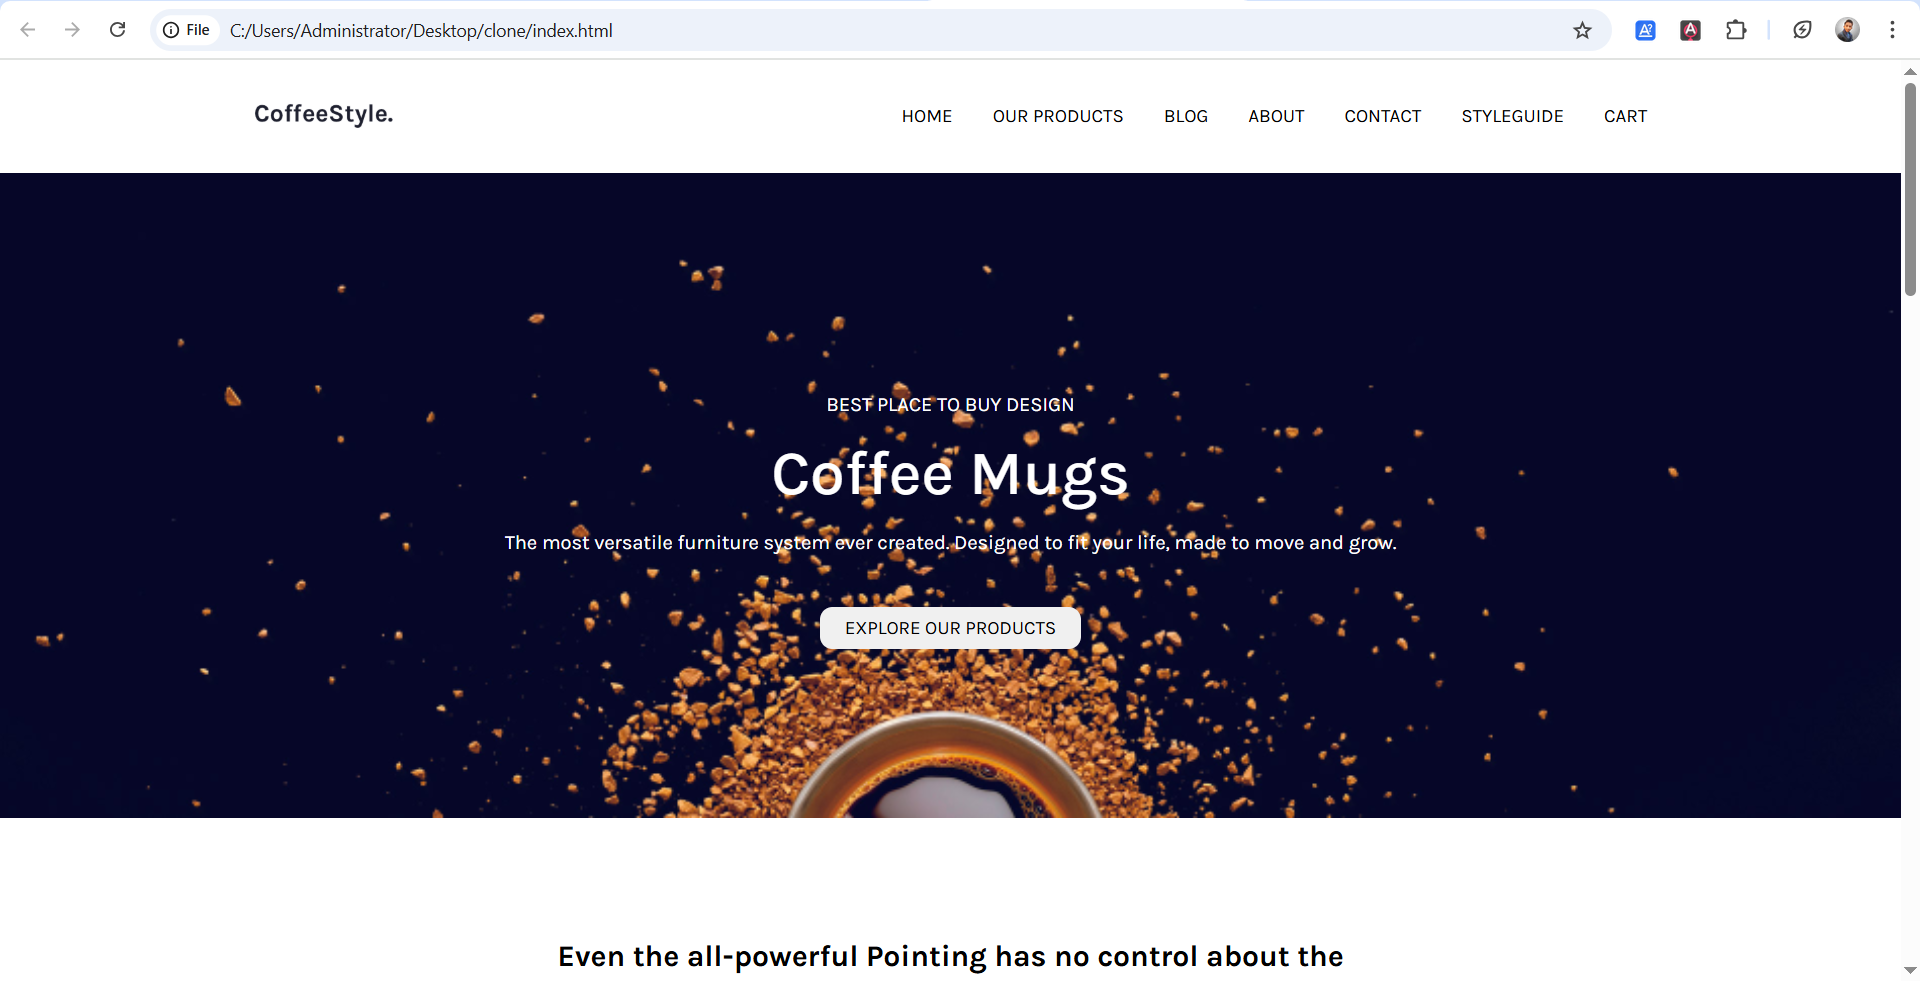 File C:/Users/Administrator/Desktop/clone/index.html
CoffeeStyle.
HOME OUR PRODUCTS BLOG ABOUT CONTACT STYLEGUIDE CART
BEST PLACE TO BUY DESIGN
Coffee Mugs
The most versatile furniture system ever created. Designed to fit your life, made to move and grow.
EXPLORE OUR PRODUCTS
Even the all-powerful Pointing has no control about the